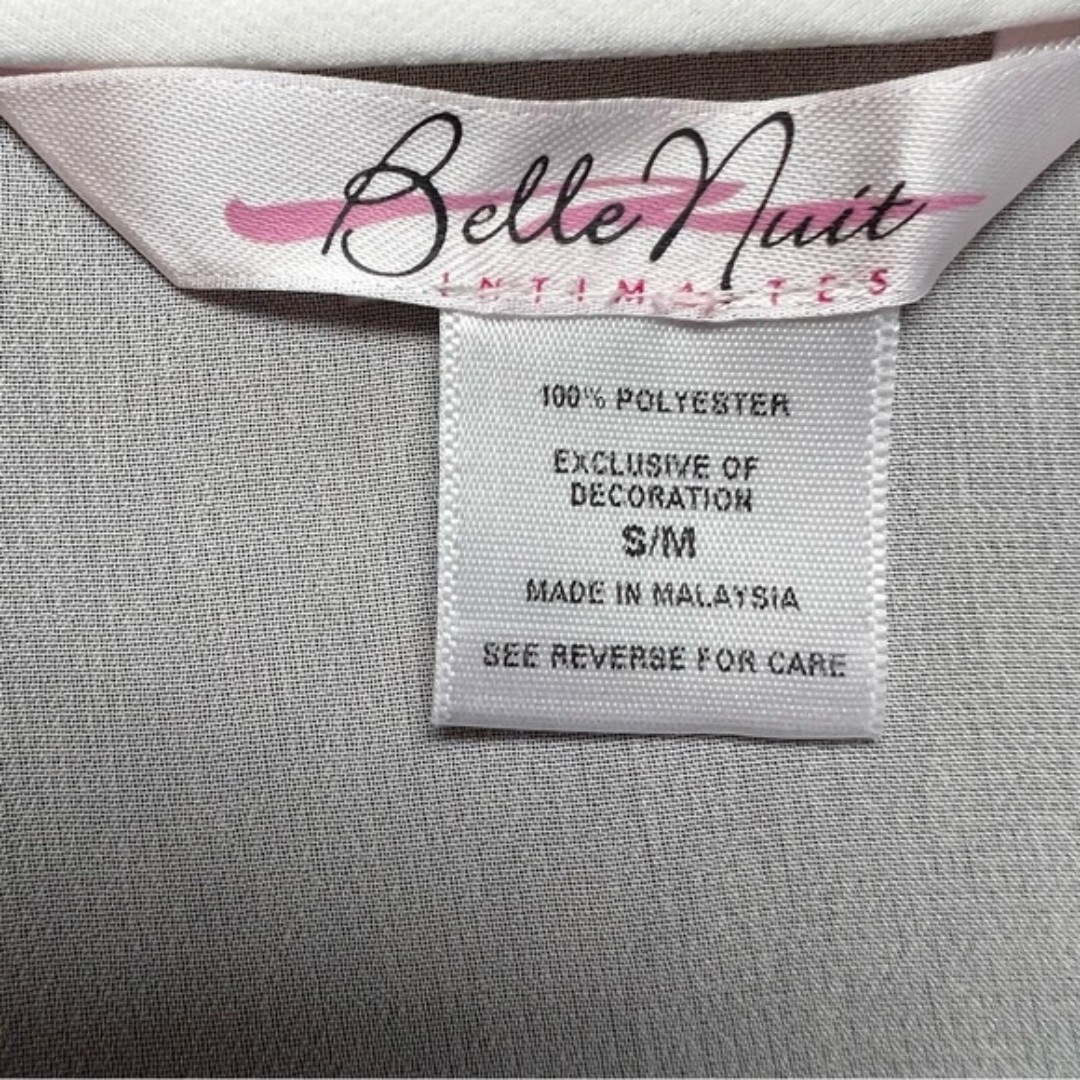 Belle Nuit
INTIMATES
100% POLYESTER
EXCLUSIVE OF
DECORATION
S/M
MADE IN MALAYSIA
SEE REVERSE FOR CARE